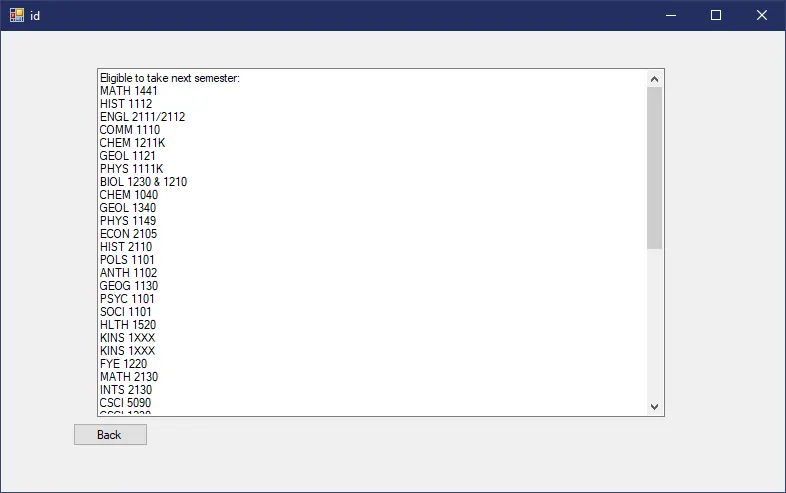 id
Eligible to take next semester:
MATH 1441
HIST 1112
ENGL 2111/2112
COMM 1110
CHEM 1211K
GEOL 1121
PHYS 1111K
BIOL 1230 & 1210
CHEM 1040
GEOL 1340
PHYS 1149
ECON 2105
HIST 2110
POLS 1101
ANTH 1102
GEOG 1130
PSYC 1101
SOCI 1101
HLTH 1520
KINS 1XXX
KINS 1XXX
FYE 1220
MATH 2130
INTS 2130
CSCI 5090
Back